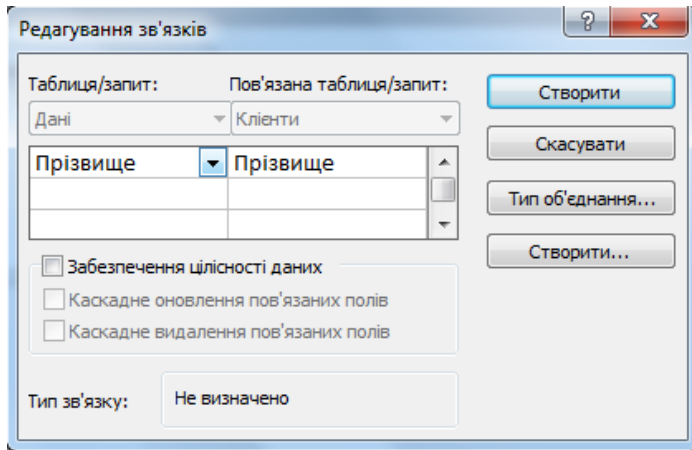 Редагування зв'язків
Таблиця/запит: Пов'язана таблиця/запит:
Дані Клієнти
Прізвище Прізвище
Забезпечення цілісності даних
Каскадне оновлення пов'язаних полів
Каскадне видалення пов'язаних полів
Тип зв'язку: Не визначено
Створити
Скасувати
Тип об'єднання...
Створити...